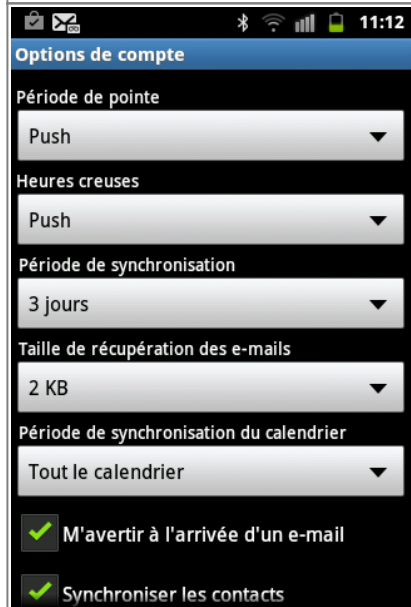 11:12
Options de compte
Période de pointe
Push
Heures creuses
Push
Période de synchronisation
3 jours
Taille de récupération des e-mails
2 KB
Période de synchronisation du calendrier
Tout le calendrier
M'avertir à l'arrivée d'un e-mail
Synchroniser les contacts